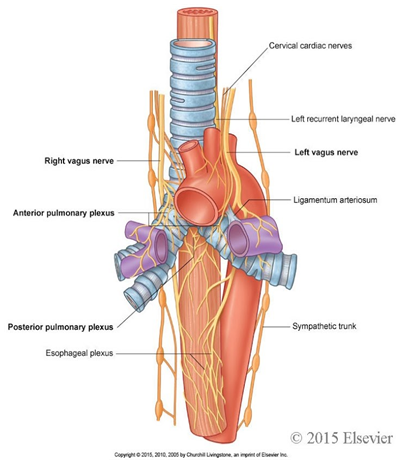 Cervical cardiac nerves
Left recurrent laryngeal nerve
Left vagus nerve
Right vagus nerve
Ligamentum arteriosum
Anterior pulmonary plexus
Posterior pulmonary plexus
Sympathetic trunk
Esophageal plexus
© 2015 Elsevier
Copyright © 2015, 2010, 2005 by Churchill Livingstone, an imprint of Elsevier Inc.